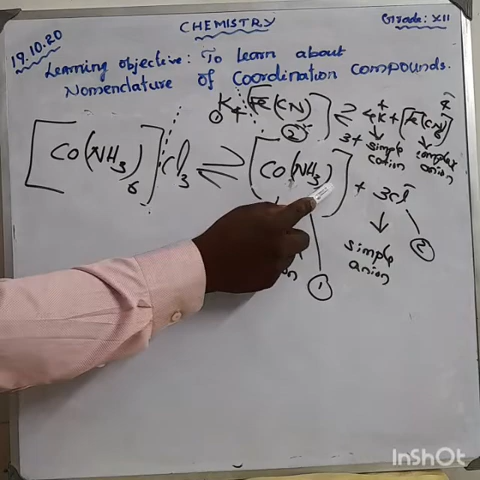 CHEMISTRY
Grade: XII
19.10.20
Learning objective: To learn about
Nomenclature of Coordination Compounds.
① K4 [Fe(CN)6] ⇌ 4K+ + [Fe(CN)6]4-
②
simple cation
complex anion
[Co(NH3)6]Cl3 ⇌ [Co(NH3)]3+ + 3Cl-
simple anion
①
②
InShOt